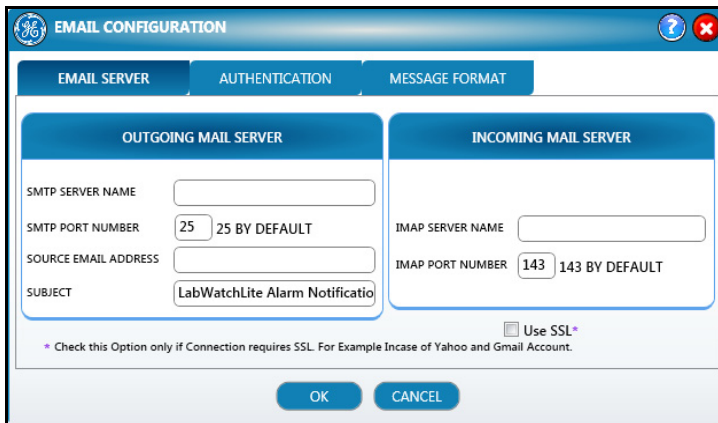 EMAIL CONFIGURATION
?
EMAIL SERVER AUTHENTICATION MESSAGE FORMAT
OUTGOING MAIL SERVER
SMTP SERVER NAME
SMTP PORT NUMBER 25 25 BY DEFAULT
SOURCE EMAIL ADDRESS
SUBJECT LabWatchLite Alarm Notificatio
INCOMING MAIL SERVER
IMAP SERVER NAME
IMAP PORT NUMBER 143 143 BY DEFAULT
Use SSL*
* Check this Option only if Connection requires SSL. For Example Incase of Yahoo and Gmail Account.
OK CANCEL